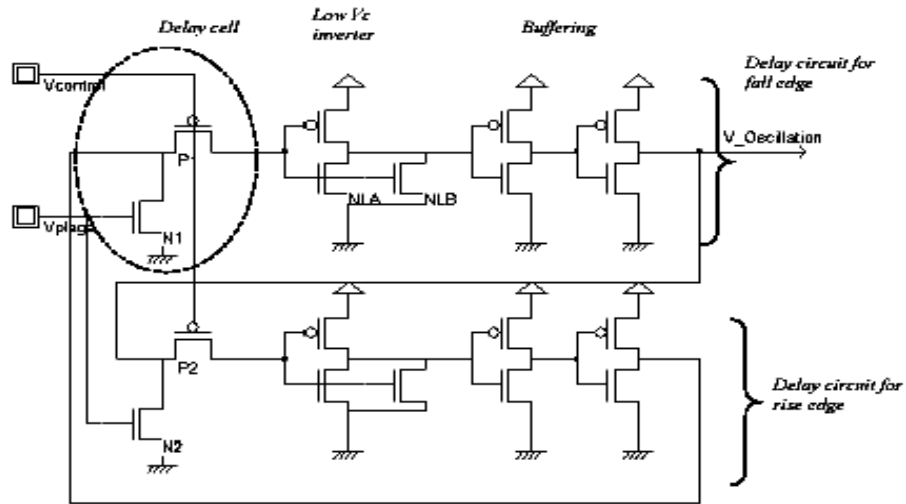 Delay cell
Low Vc
inverter
Buffering
Delay circuit for
fall edge
Vcontrol
V_Oscillation
P
Vplage
N1
NLA
NLB
P2
N2
Delay circuit for
rise edge